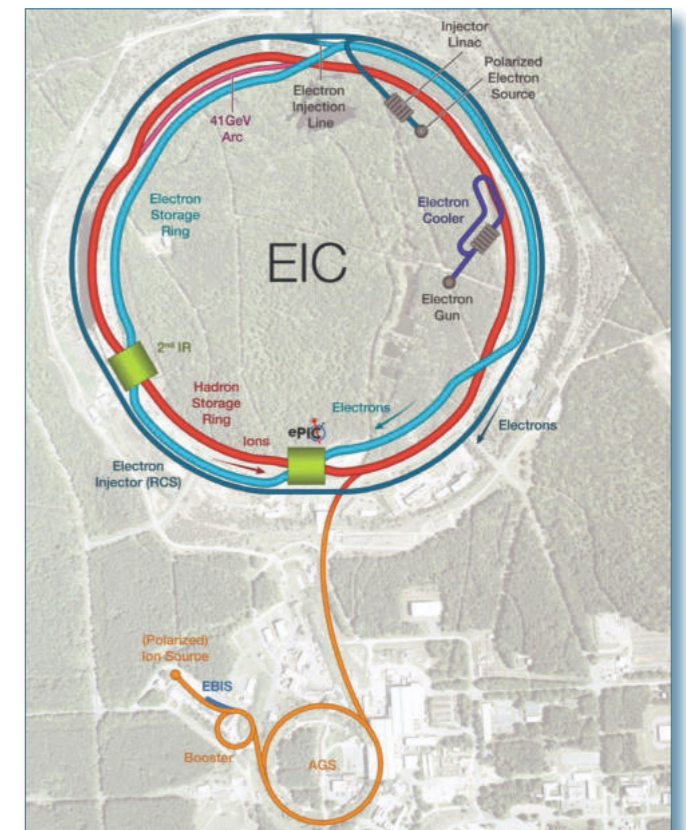 Injector
Linac
Polarized
Electron
Source
Electron
Injection
Line
41GeV
Arc
Electron
Storage
Ring
Electron
Cooler
EIC
Electron
Gun
2nd IR
Hadron
Storage
Ring
Electrons
ePIC
Electrons
Ions
Electron
Injector (RCS)
(Polarized)
Ion Source
EBIS
Booster
AGS